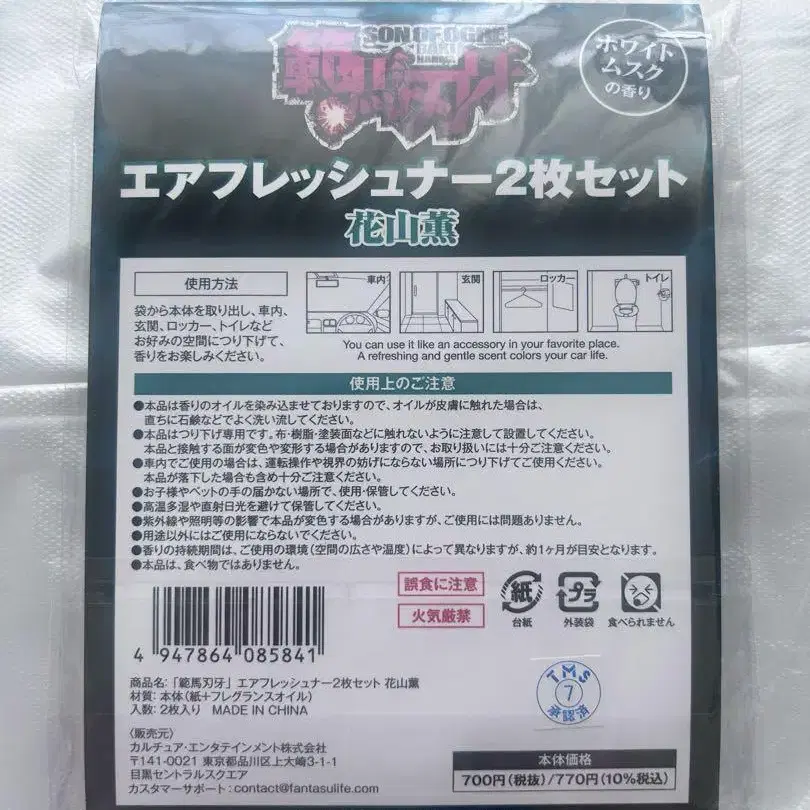 SON OF OGRE
範馬刃牙
ホワイト
ムスク
の香り
エアフレッシュナー2枚セット
花山薫
使用方法
袋から本体を取り出し、車内、
玄関、ロッカー、トイレなど
お好みの空間につり下げて、
香りをお楽しみください。
車内
玄関
ロッカー
トイレ
You can use it like an accessory in your favorite place.
A refreshing and gentle scent colors your car life.
使用上のご注意
●本品は香りのオイルを染み込ませておりますので、オイルが皮膚に触れた場合は、
直ちに石鹸などでよく洗い流してください。
●本品はつり下げ専用です。布・樹脂・塗装面などに触れないように注意して設置してください。
本品と接触する面が変色や変形する場合がありますので、お取り扱いには十分ご注意ください。
●車内でご使用の場合は、運転操作や視界の妨げにならない場所につり下げてご使用ください。
本品が落下した場合も含め十分ご注意ください。
●お子様やペットの手の届かない場所で、使用・保管してください。
●高温多湿や直射日光を避けて保管してください。
●紫外線や照明等の影響で本品が変色する場合がありますが、ご使用には問題ありません。
●用途以外にはご使用にならないでください。
●香りの持続期間は、ご使用の環境(空間の広さや温度)によって異なりますが、約1ヶ月が目安となります。
●本品は、食べ物ではありません。
誤食に注意
火気厳禁
紙
台紙
プラ
外装袋
食べられません
4 947864 085841
商品名:「範馬刃牙」エアフレッシュナー2枚セット 花山薫
材質:本体(紙+フレグランスオイル)
入数:2枚入り MADE IN CHINA
〈販売元〉
カルチュア・エンタテインメント株式会社
〒141-0021 東京都品川区上大崎3-1-1
目黒セントラルスクエア
カスタマーサポート:contact@fantasulife.com
TMS
7
承認済
本体価格
700円(税抜)/770円(10%税込)